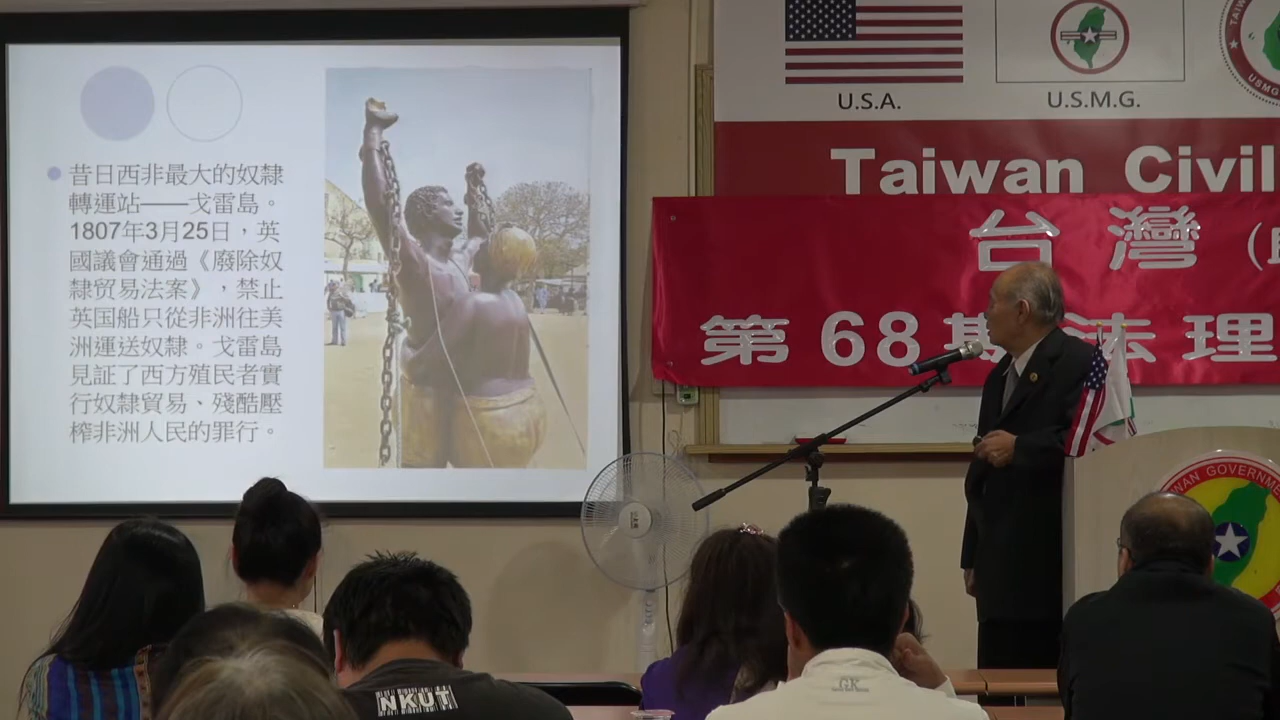 昔日西非最大的奴隸
轉運站——戈雷島。
1807年3月25日，英
國議會通過《廢除奴
隸贸易法案》，禁止
英国船只從非洲往美
洲運送奴隸。戈雷島
見証了西方殖民者實
行奴隸貿易、殘酷壓
榨非洲人民的罪行。
U.S.A.
U.S.M.G.
Taiwan Civil
台灣（
第68期法理
NKUT
GK